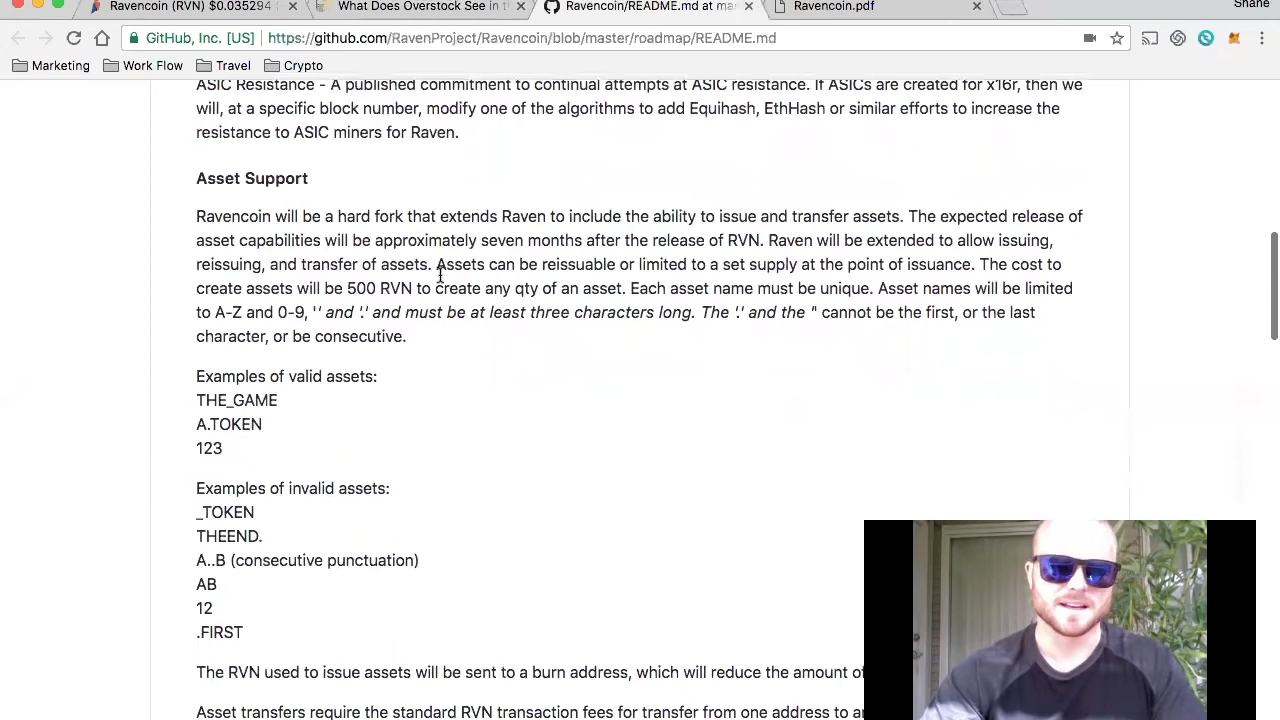 Ravencoin (RVN) $0.035294
What Does Overstock See in th
Ravencoin/README.md at mas
Ravencoin.pdf
Shane
GitHub, Inc. [US]
https://github.com/RavenProject/Ravencoin/blob/master/roadmap/README.md
Marketing
Work Flow
Travel
Crypto
ASIC Resistance - A published commitment to continual attempts at ASIC resistance. If ASICs are created for x16r, then we
will, at a specific block number, modify one of the algorithms to add Equihash, EthHash or similar efforts to increase the
resistance to ASIC miners for Raven.
Asset Support
Ravencoin will be a hard fork that extends Raven to include the ability to issue and transfer assets. The expected release of
asset capabilities will be approximately seven months after the release of RVN. Raven will be extended to allow issuing,
reissuing, and transfer of assets. Assets can be reissuable or limited to a set supply at the point of issuance. The cost to
create assets will be 500 RVN to create any qty of an asset. Each asset name must be unique. Asset names will be limited
to A-Z and 0-9, '' and '.' and must be at least three characters long. The '.' and the '' cannot be the first, or the last
character, or be consecutive.
Examples of valid assets:
THE_GAME
A.TOKEN
123
Examples of invalid assets:
_TOKEN
THEEND.
A..B (consecutive punctuation)
AB
12
.FIRST
The RVN used to issue assets will be sent to a burn address, which will reduce the amount of
Asset transfers require the standard RVN transaction fees for transfer from one address to